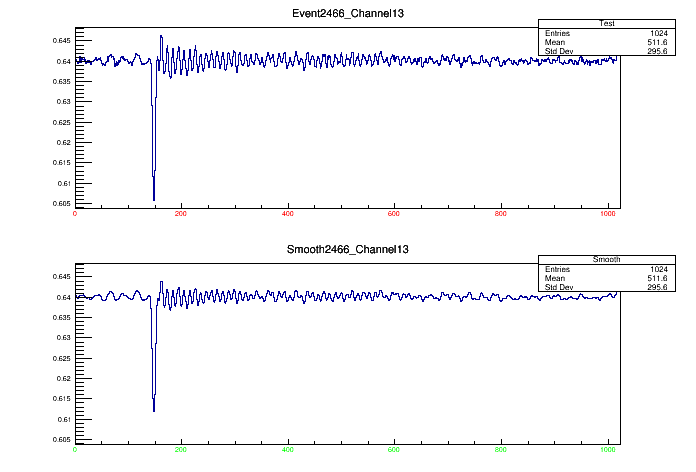 Event2466_Channel13
Test
Entries 1024
Mean 511.6
Std Dev 295.6
0.645
0.64
0.635
0.63
0.625
0.62
0.615
0.61
0.605
0 200 400 600 800 1000
Smooth2466_Channel13
Smooth
Entries 1024
Mean 511.6
Std Dev 295.6
0.645
0.64
0.635
0.63
0.625
0.62
0.615
0.61
0.605
0 200 400 600 800 1000